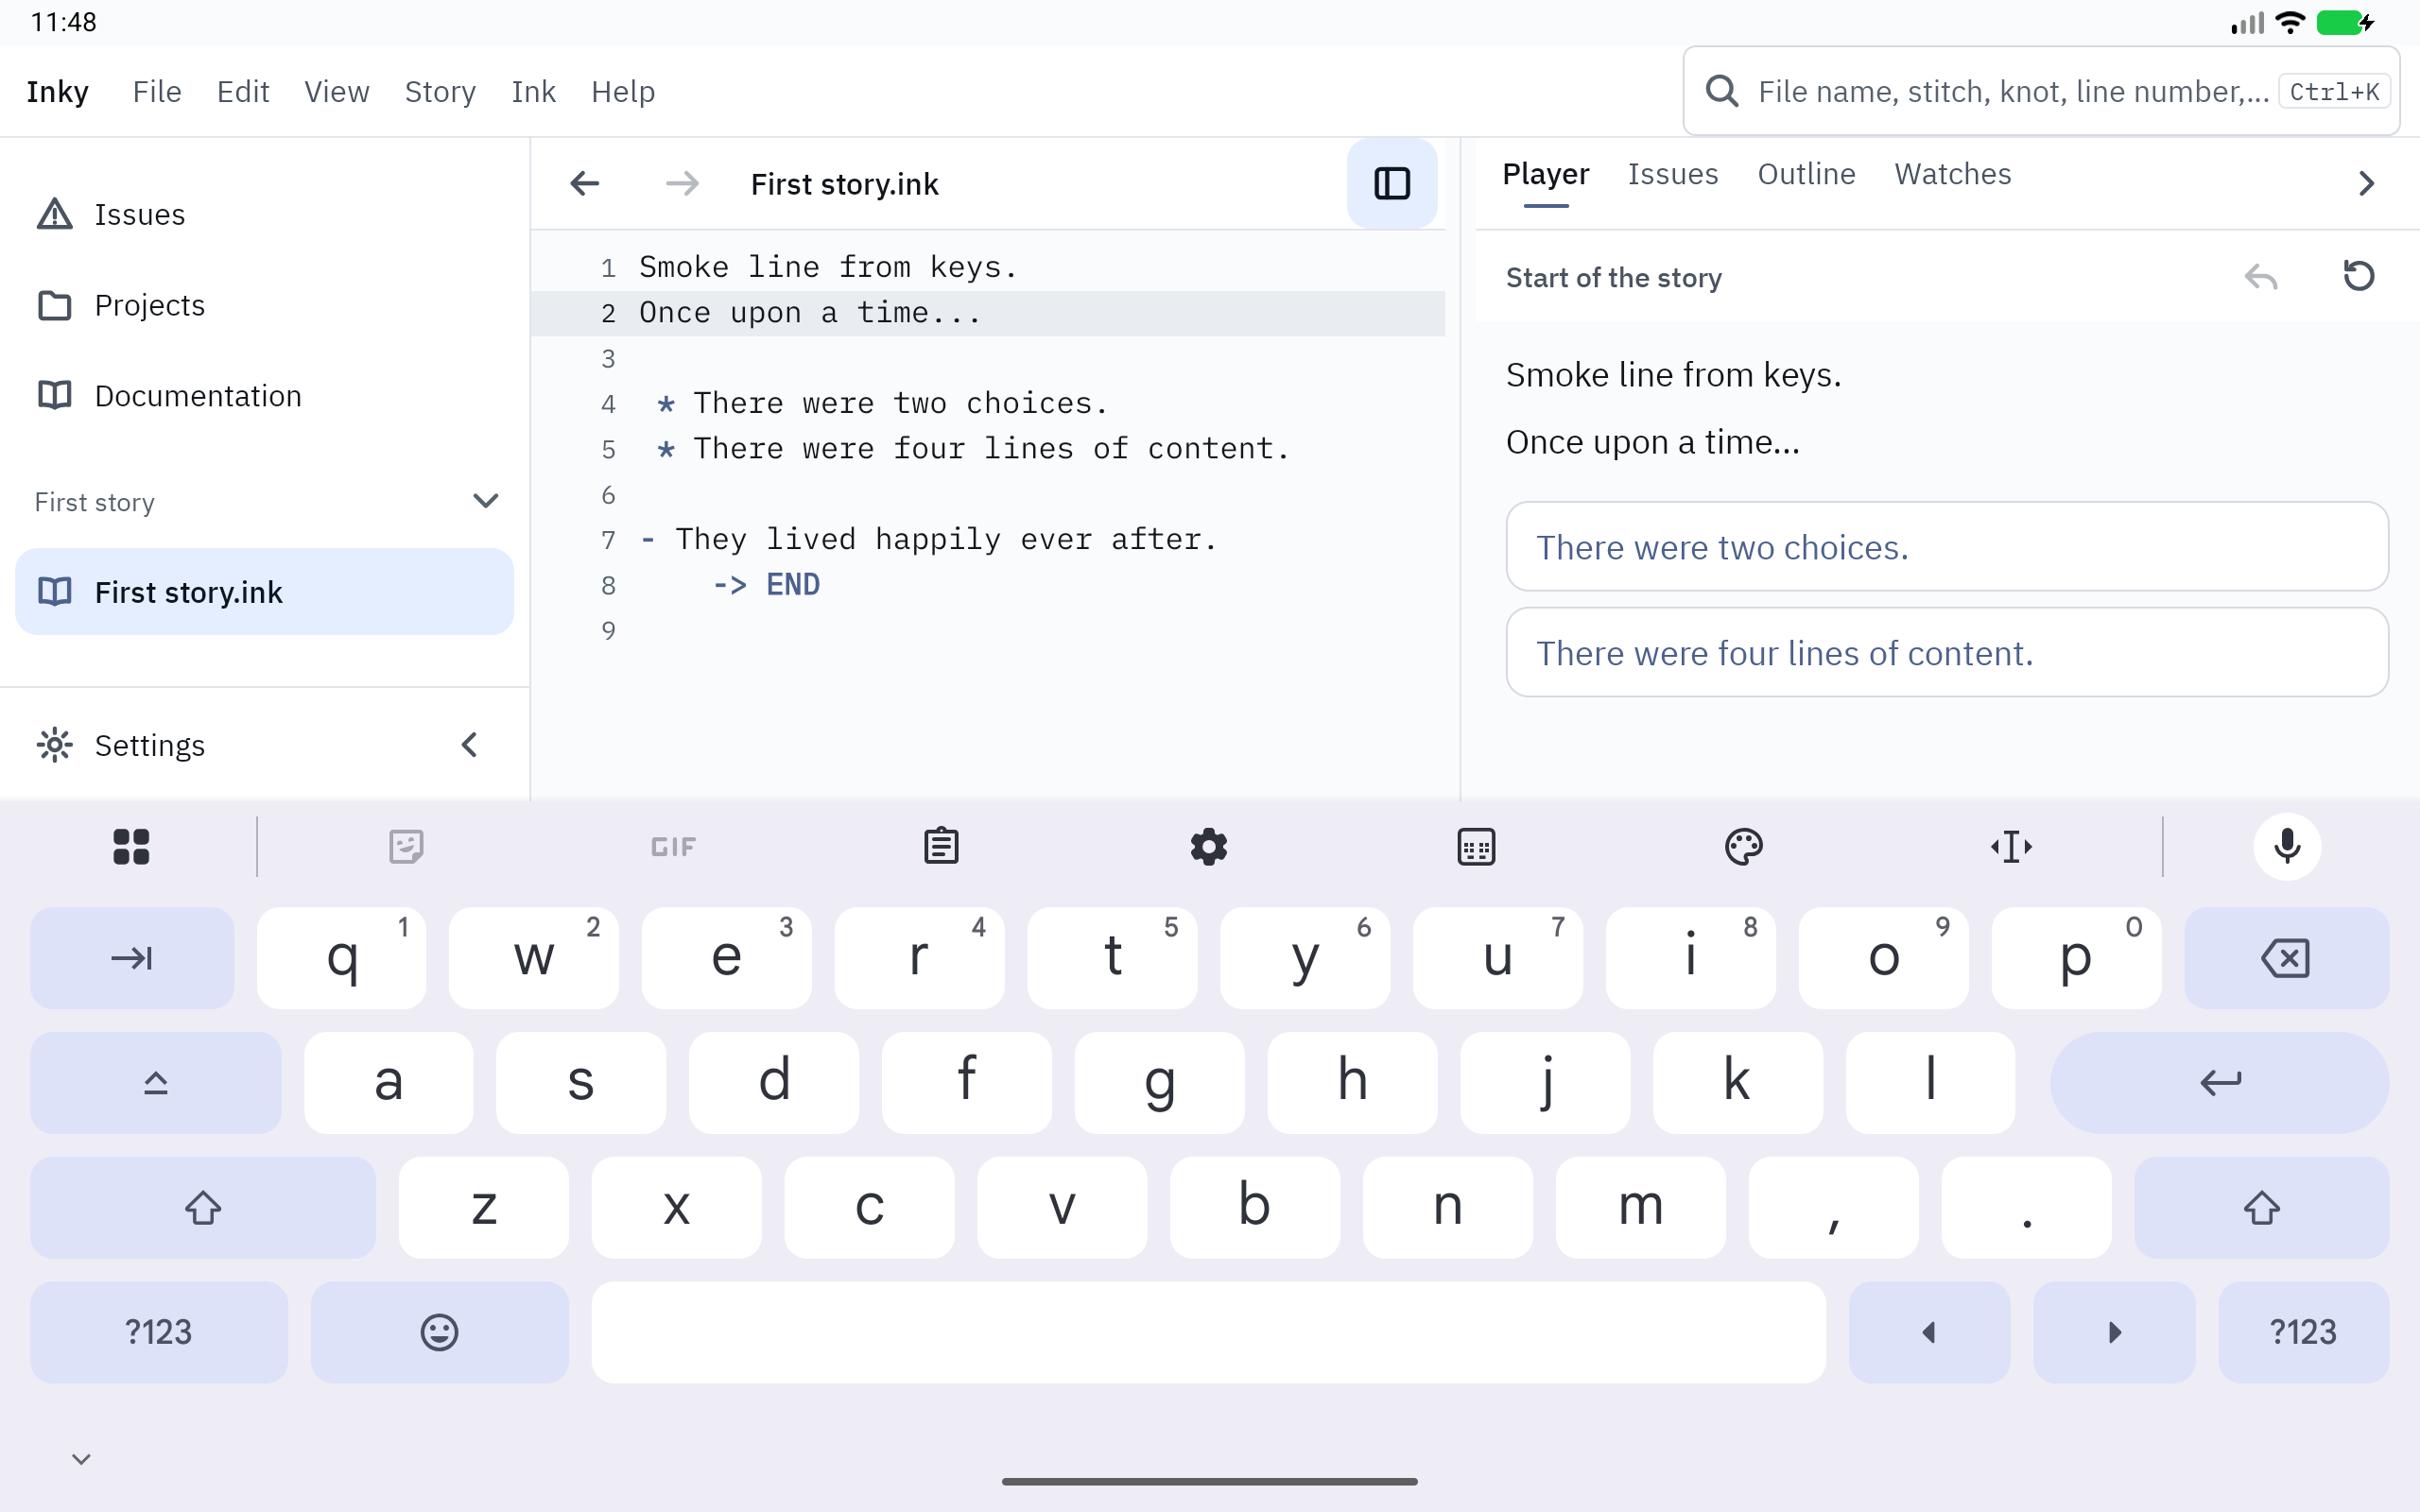 11:48
Inky File Edit View Story Ink Help
File name, stitch, knot, line number,... Ctrl+K
Issues
Projects
Documentation
First story
First story.ink
Settings
First story.ink
1 Smoke line from keys.
2 Once upon a time...
3
4 * There were two choices.
5 * There were four lines of content.
6
7 - They lived happily ever after.
8 -> END
9
Player Issues Outline Watches
Start of the story
Smoke line from keys.
Once upon a time...
There were two choices.
There were four lines of content.
GIF
q 1 w 2 e 3 r 4 t 5 y 6 u 7 i 8 o 9 p 0
a s d f g h j k l
z x c v b n m , .
?123 ?123